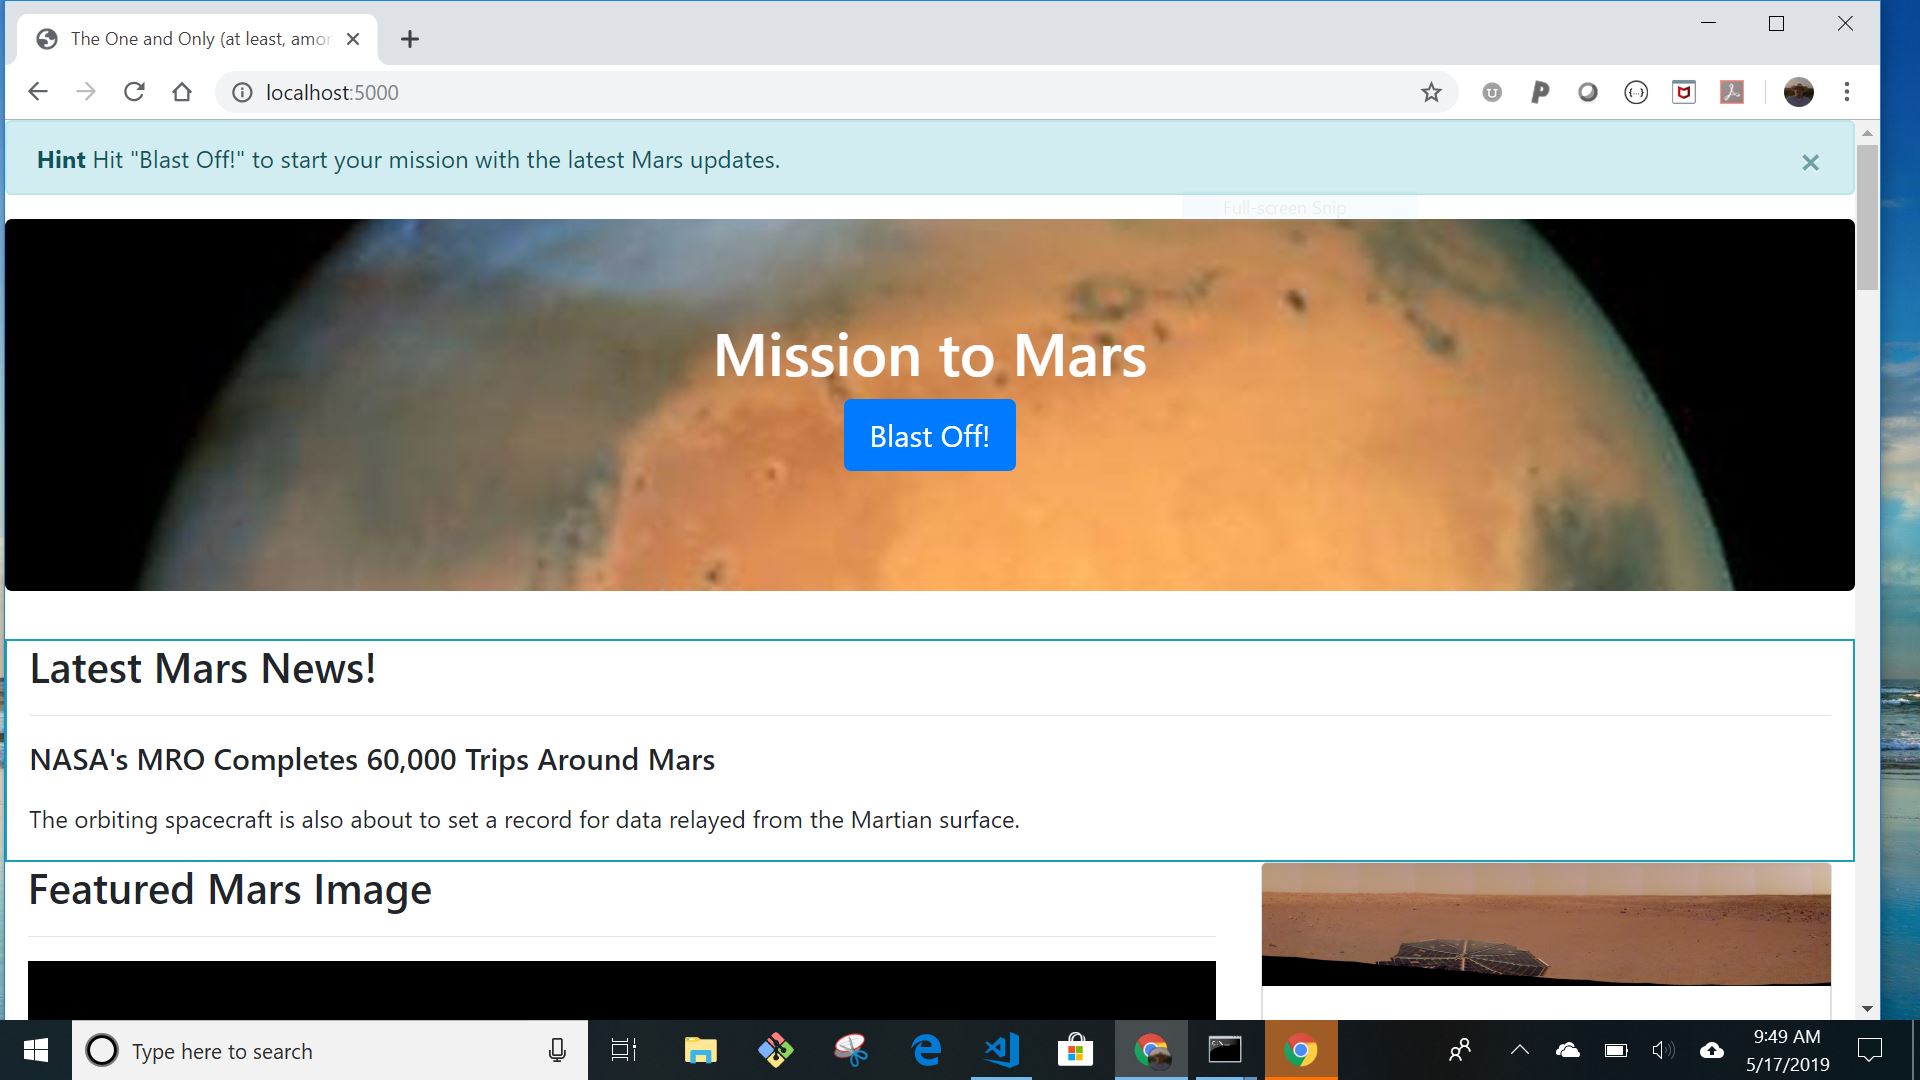 The One and Only (at least, amor
localhost:5000
Hint Hit "Blast Off!" to start your mission with the latest Mars updates.
Full-screen Snip
Mission to Mars
Blast Off!
Latest Mars News!
NASA's MRO Completes 60,000 Trips Around Mars
The orbiting spacecraft is also about to set a record for data relayed from the Martian surface.
Featured Mars Image
Type here to search
9:49 AM
5/17/2019